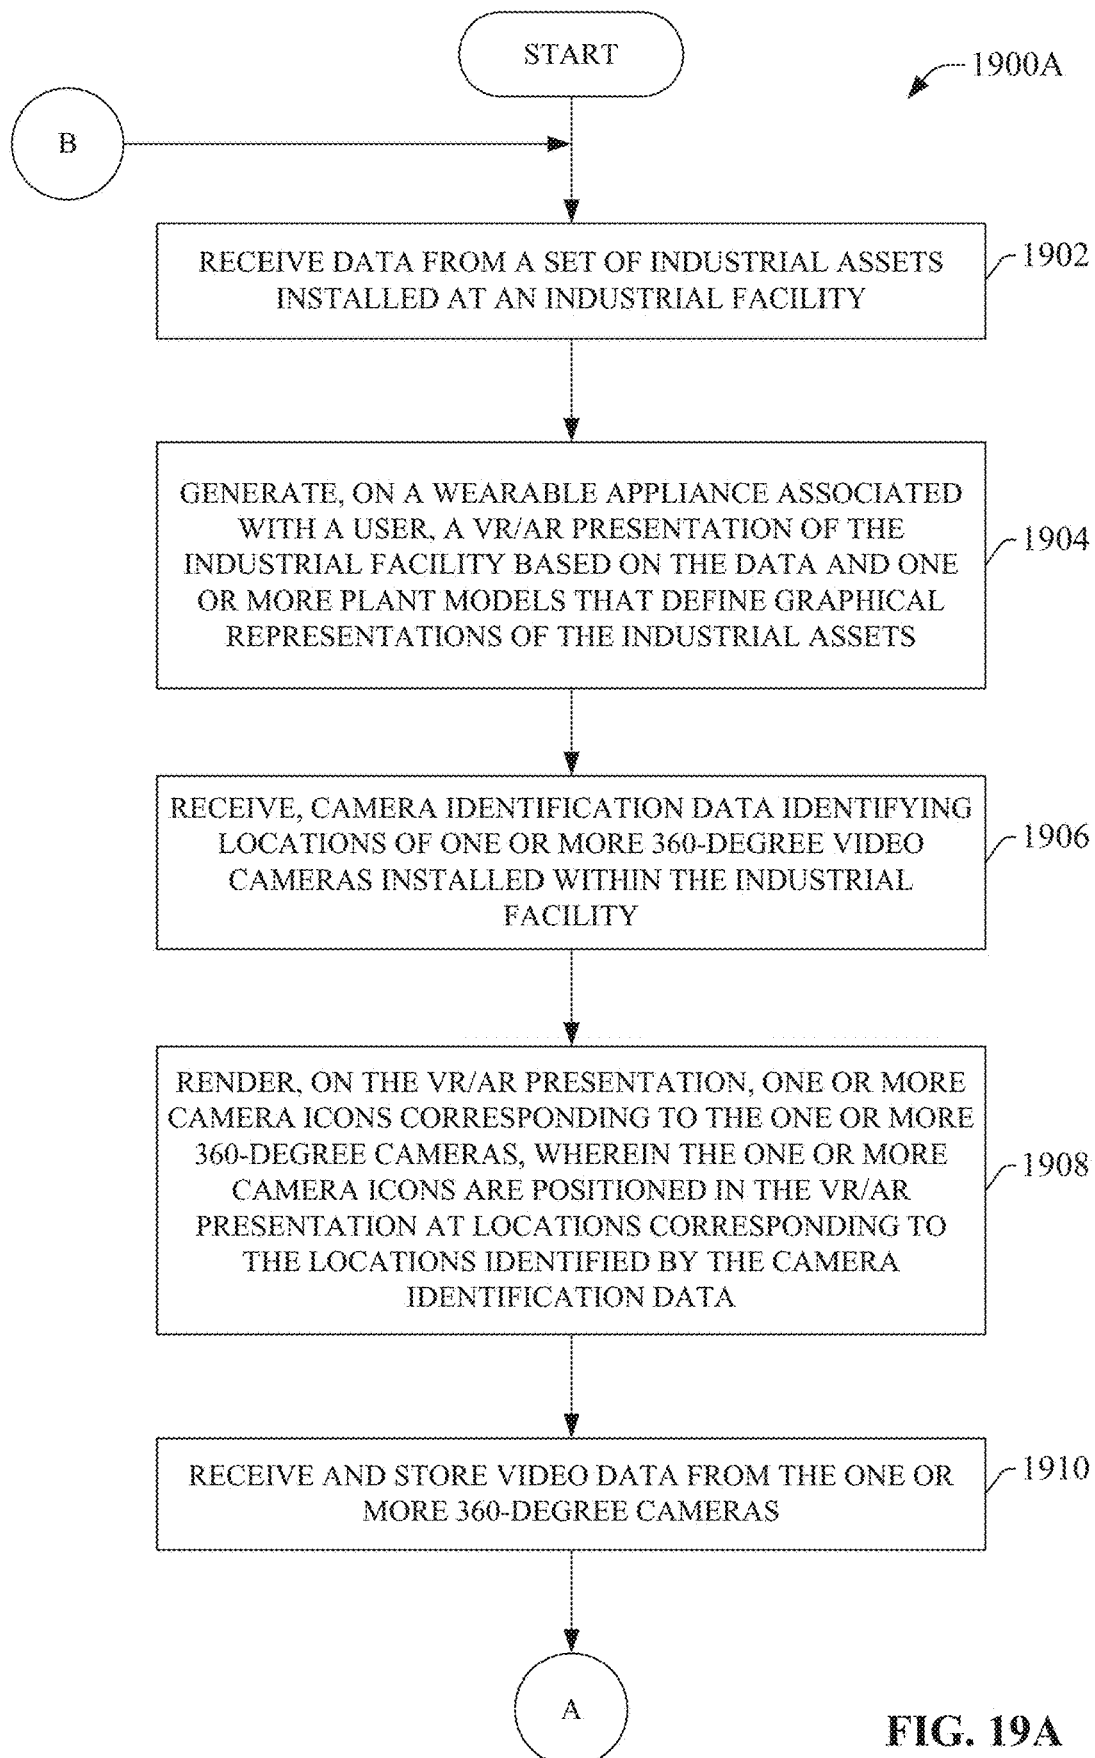 START
1900A
B
RECEIVE DATA FROM A SET OF INDUSTRIAL ASSETS
INSTALLED AT AN INDUSTRIAL FACILITY
1902
GENERATE, ON A WEARABLE APPLIANCE ASSOCIATED
WITH A USER, A VR/AR PRESENTATION OF THE
INDUSTRIAL FACILITY BASED ON THE DATA AND ONE
OR MORE PLANT MODELS THAT DEFINE GRAPHICAL
REPRESENTATIONS OF THE INDUSTRIAL ASSETS
1904
RECEIVE, CAMERA IDENTIFICATION DATA IDENTIFYING
LOCATIONS OF ONE OR MORE 360-DEGREE VIDEO
CAMERAS INSTALLED WITHIN THE INDUSTRIAL
FACILITY
1906
RENDER, ON THE VR/AR PRESENTATION, ONE OR MORE
CAMERA ICONS CORRESPONDING TO THE ONE OR MORE
360-DEGREE CAMERAS, WHEREIN THE ONE OR MORE
CAMERA ICONS ARE POSITIONED IN THE VR/AR
PRESENTATION AT LOCATIONS CORRESPONDING TO
THE LOCATIONS IDENTIFIED BY THE CAMERA
IDENTIFICATION DATA
1908
RECEIVE AND STORE VIDEO DATA FROM THE ONE OR
MORE 360-DEGREE CAMERAS
1910
A
FIG. 19A